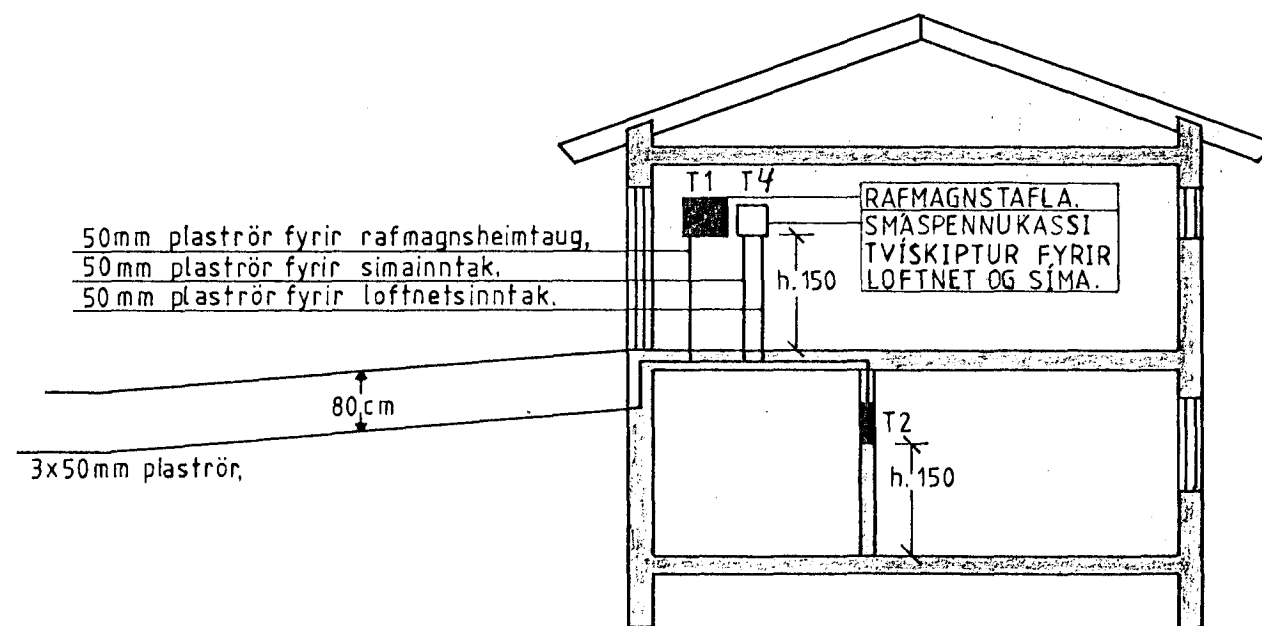 T1 T4
RAFMAGNSTAFLA.
SMÁSPENNUKASSI
TVÍSKIPTUR FYRIR
LOFTNET OG SÍMA.
50mm plaströr fyrir rafmagnsheimtaug,
50mm plaströr fyrir simainntak.
50mm plaströr fyrir loftnetsinntak.
h. 150
80 cm
3x50mm plaströr,
T2
h. 150